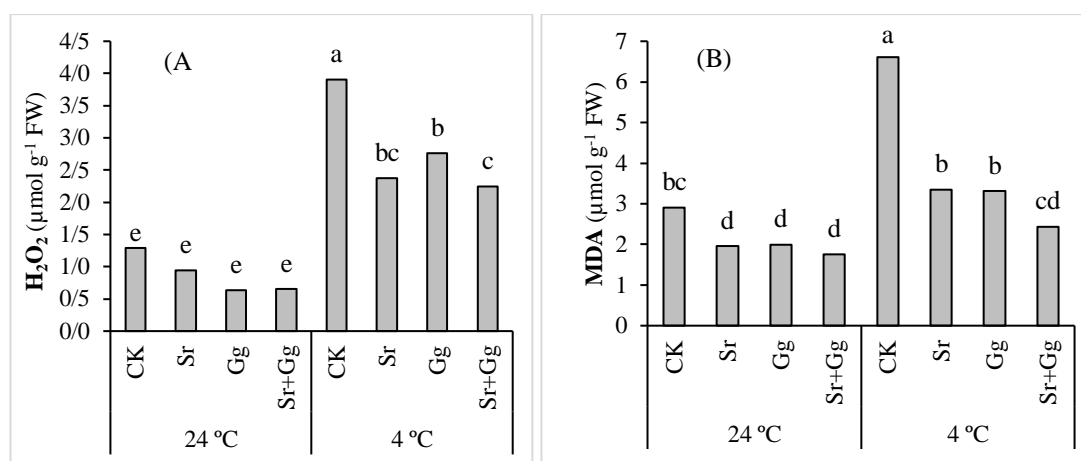 (A
H₂O₂ (µmol g⁻¹ FW)
4/5
4/0
3/5
3/0
2/5
2/0
1/5
1/0
0/5
0/0
e
e
e
e
a
bc
b
c
CK
Sr
Gg
Sr+Gg
CK
Sr
Gg
Sr+Gg
24 ºC
4 ºC
(B)
MDA (µmol g⁻¹ FW)
7
6
5
4
3
2
1
0
bc
d
d
d
a
b
b
cd
CK
Sr
Gg
Sr+Gg
CK
Sr
Gg
Sr+Gg
24 ºC
4 ºC